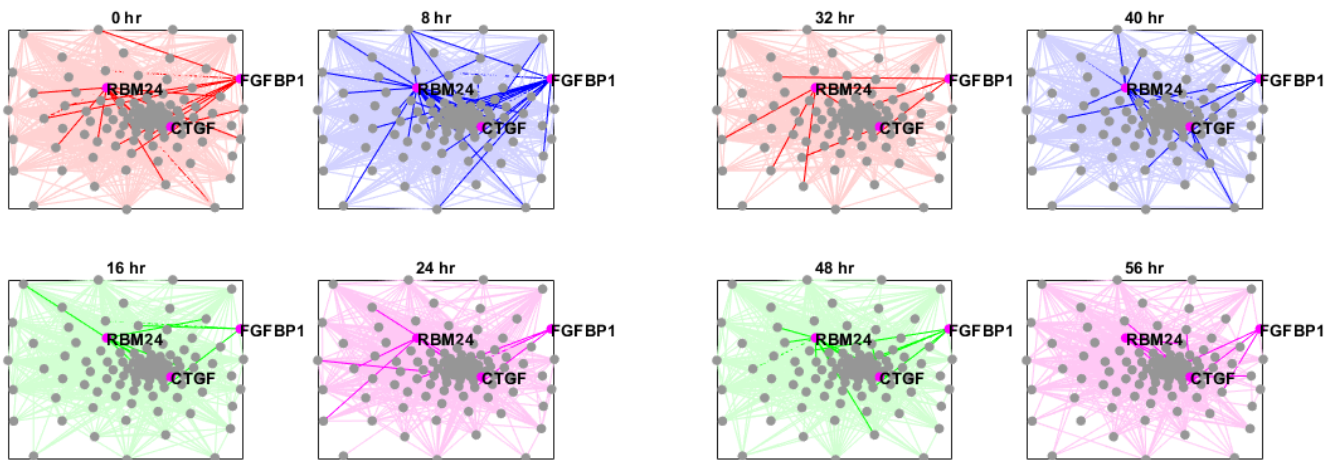 0 hr
8 hr
32 hr
40 hr
RBM24
FGFBP1
CTGF
RBM24
FGFBP1
CTGF
RBM24
FGFBP1
CTGF
RBM24
FGFBP1
CTGF
16 hr
24 hr
48 hr
56 hr
RBM24
FGFBP1
CTGF
RBM24
FGFBP1
CTGF
RBM24
FGFBP1
CTGF
RBM24
FGFBP1
CTGF